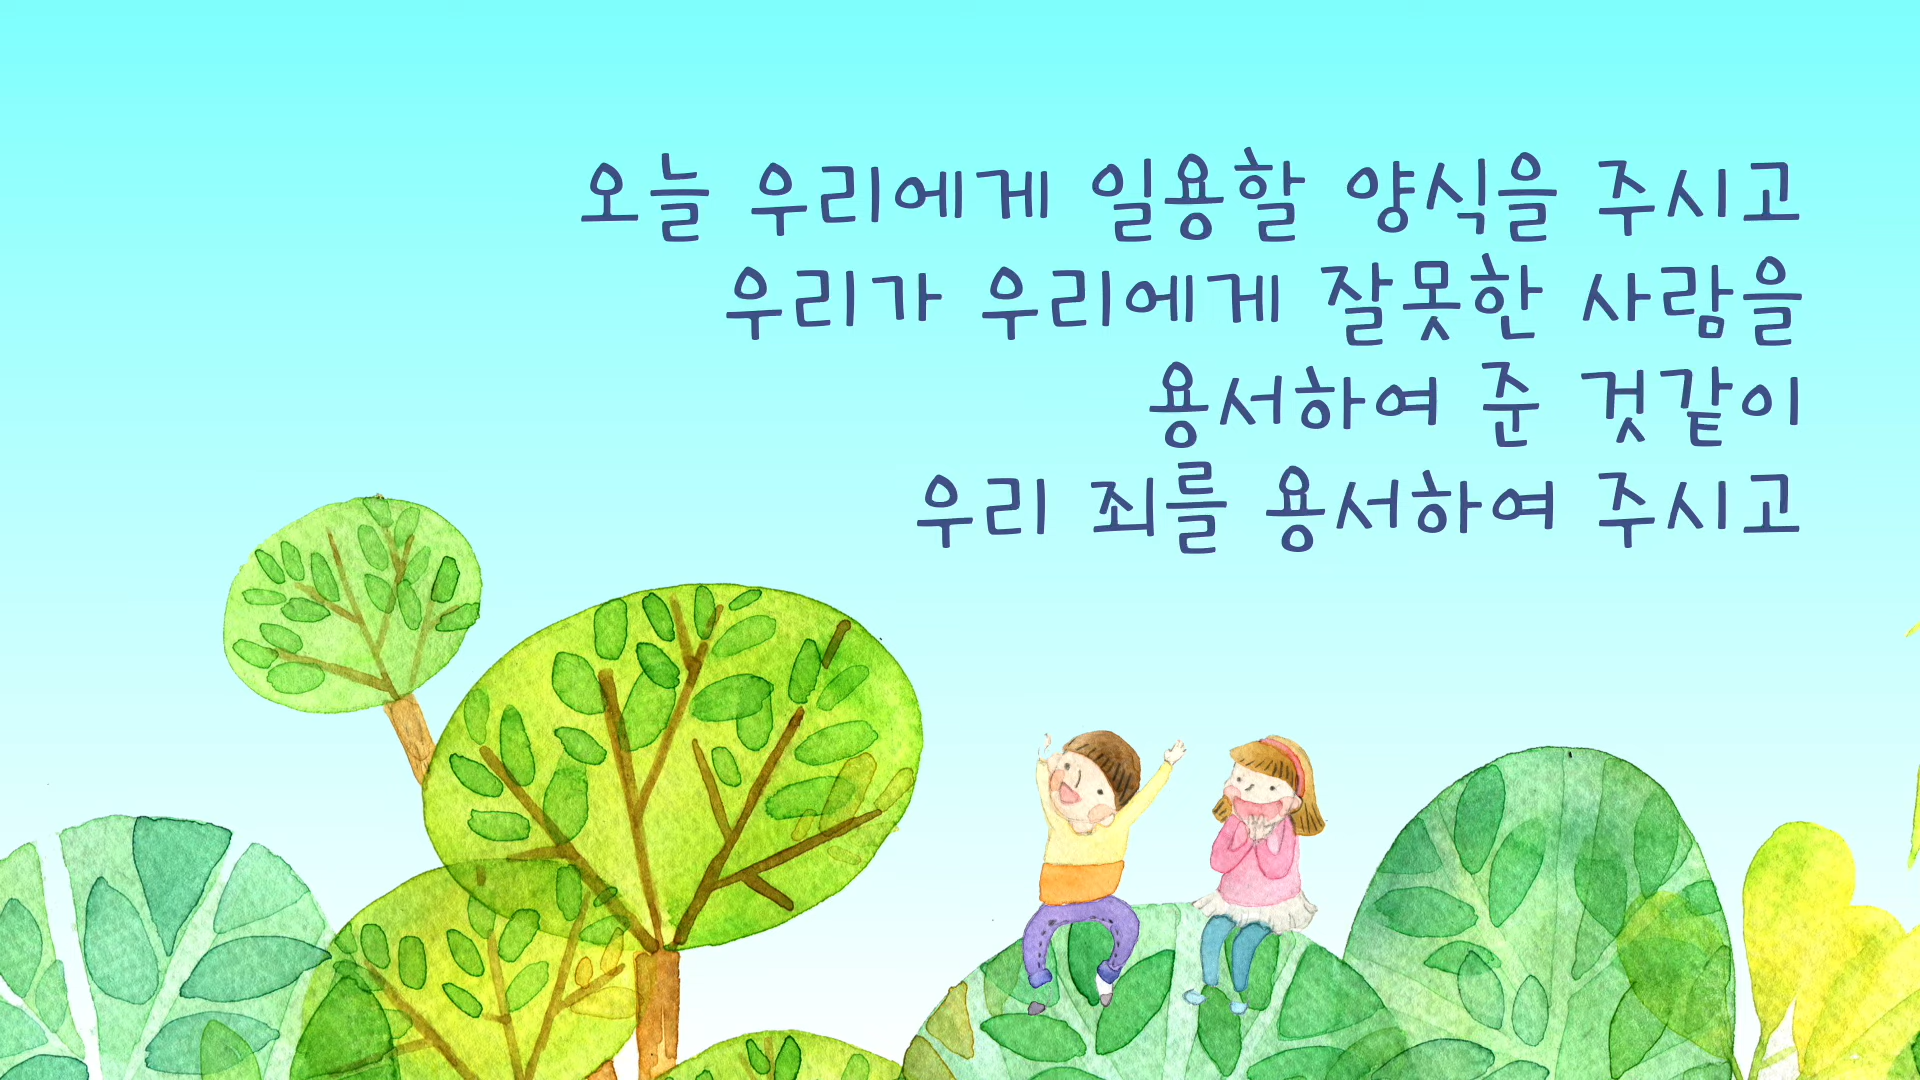 오늘 우리에게 일용할 양식을 주시고
우리가 우리에게 잘못한 사람을
용서하여 준 것같이
우리 죄를 용서하여 주시고